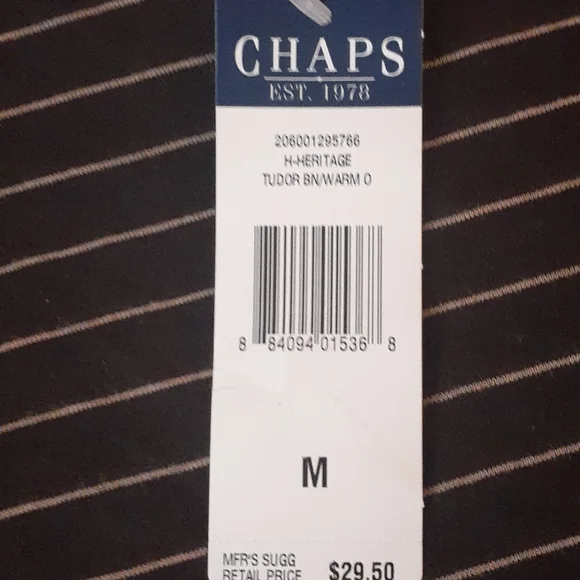 CHAPS
EST. 1978
206001295766
H-HERITAGE
TUDOR BN/WARM O
8 84094 01536 8
M
MFR'S SUGG
RETAIL PRICE $29.50